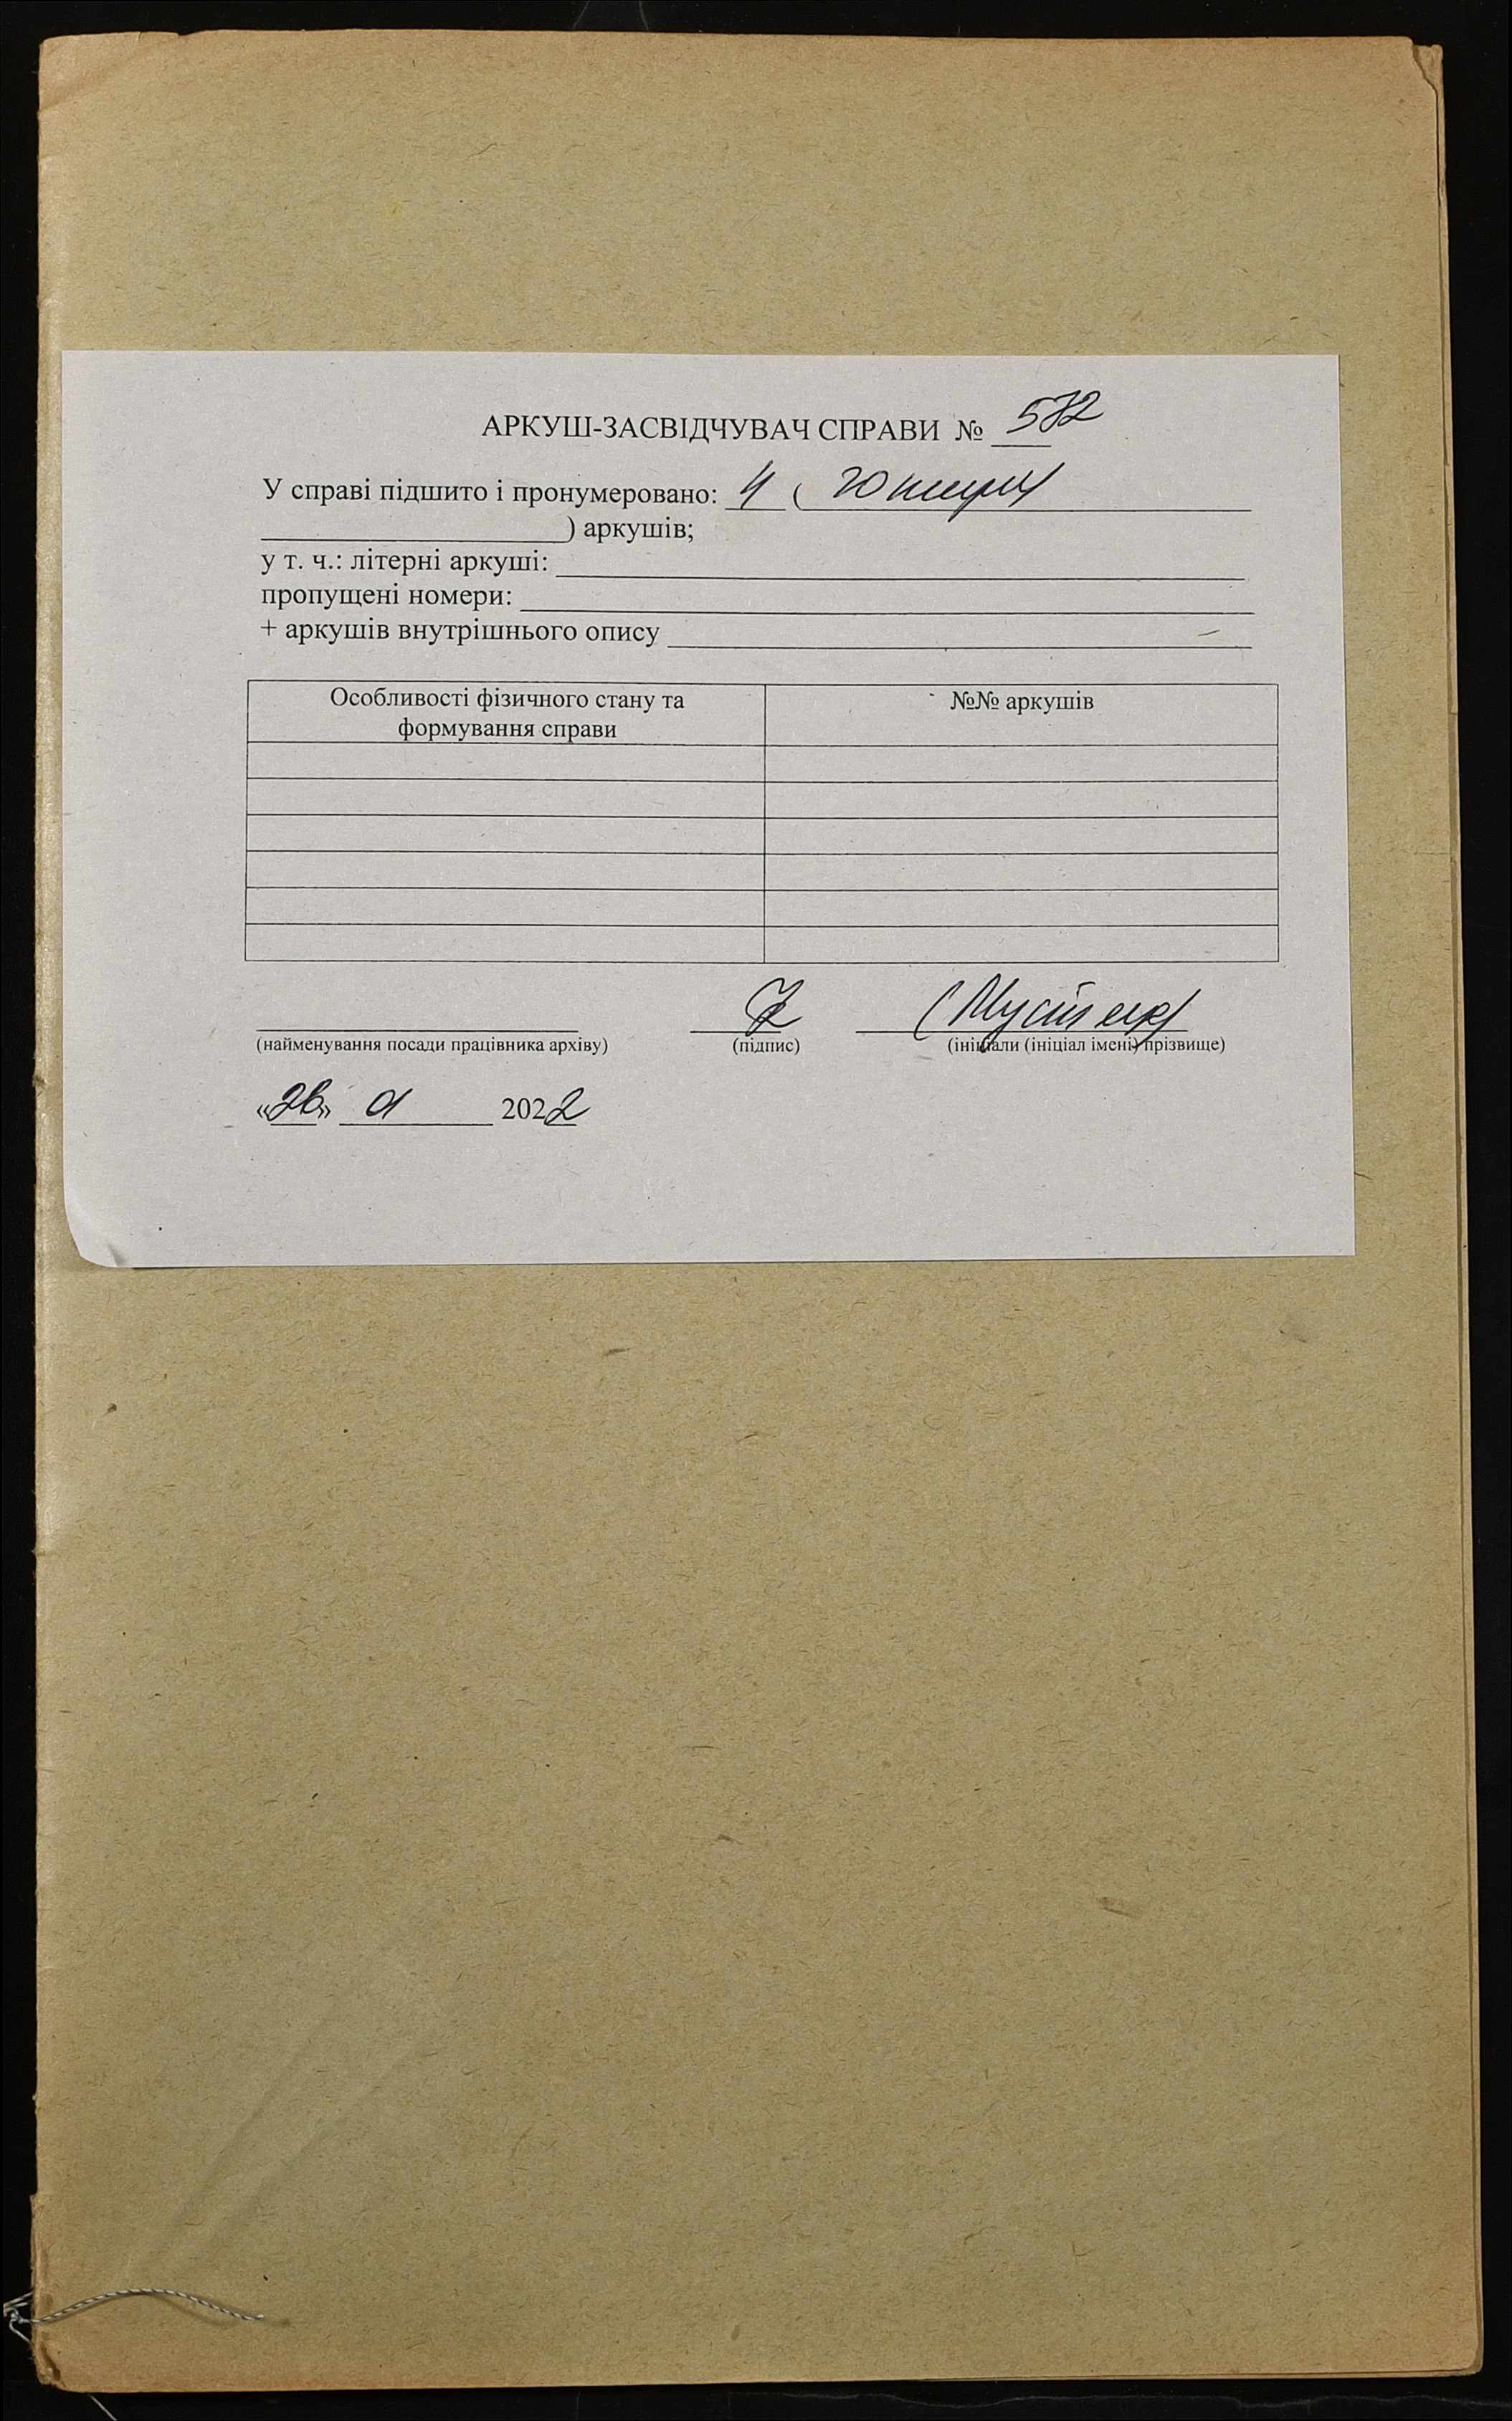 АРКУШ-ЗАСВІДЧУВАЧ СПРАВИ № 572
У справі підшито і пронумеровано: 4 ( чотири
) аркушів;
у т. ч.: літерні аркуші:
пропущені номери:
+ аркушів внутрішнього опису –
Особливості фізичного стану та
формування справи
№№ аркушів
(найменування посади працівника архіву)
(підпис)
(ініціали (ініціал імені) прізвище)
«26» 01 2022